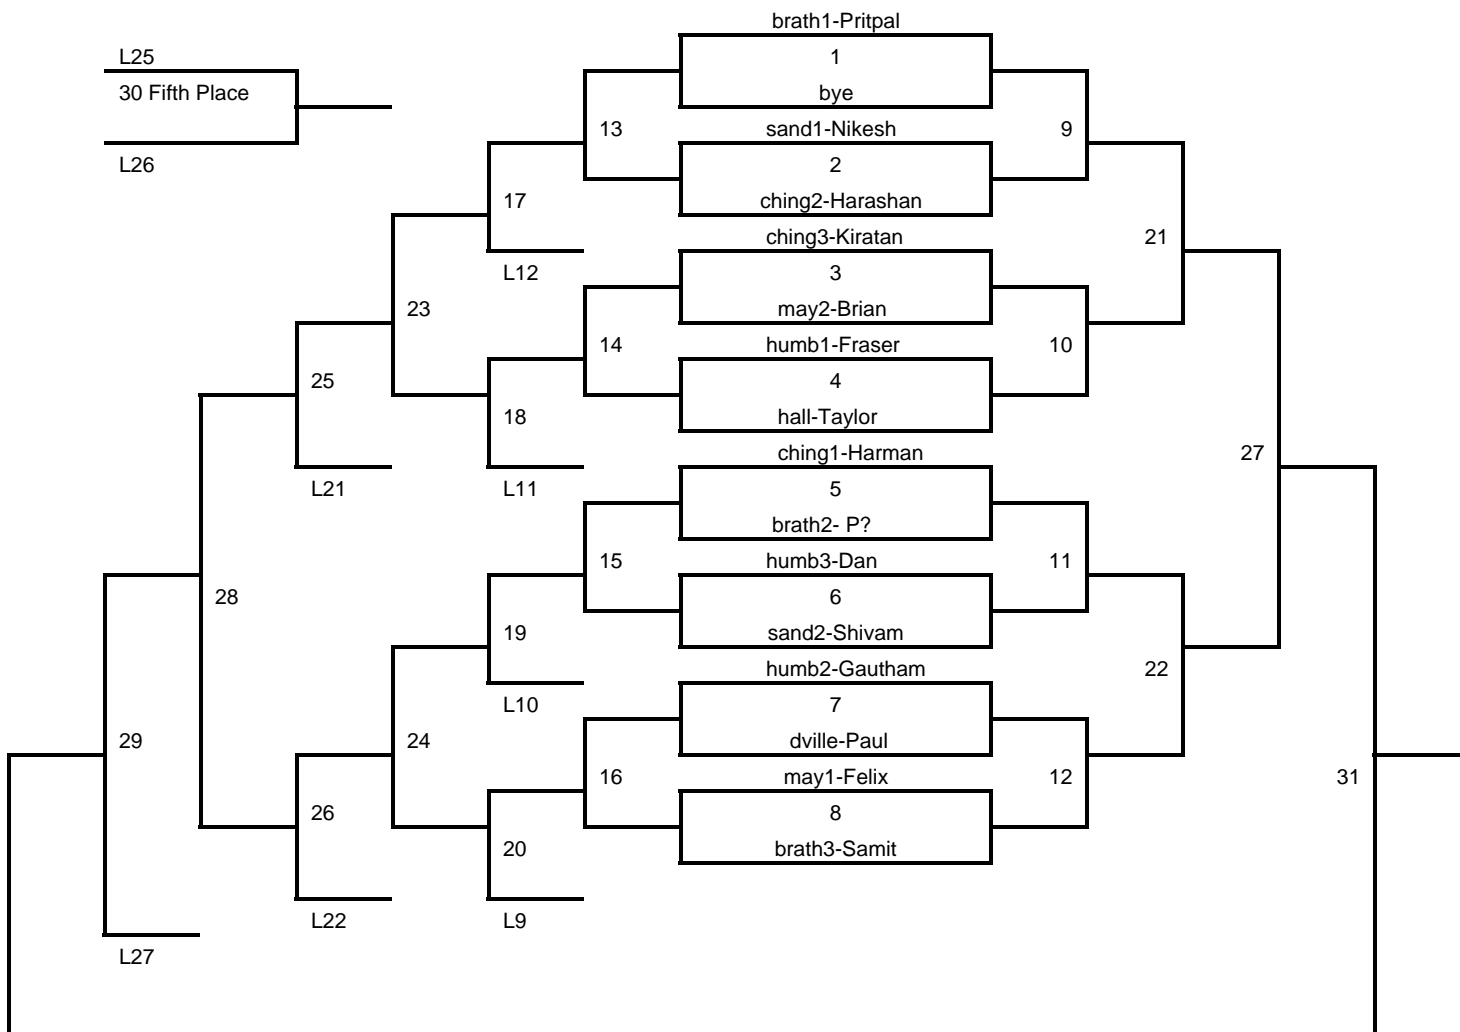 brath1-Pritpal
L25
1
30 Fifth Place
bye
13
sand1-Nikesh
9
L26
2
17
ching2-Harashan
ching3-Kiratan
21
L12
3
23
may2-Brian
14
humb1-Fraser
10
25
4
18
hall-Taylor
ching1-Harman
27
L21
L11
5
brath2- P?
15
humb3-Dan
11
28
6
19
sand2-Shivam
humb2-Gautham
22
L10
7
29
24
dville-Paul
16
may1-Felix
12
31
26
8
20
brath3-Samit
L22
L9
L27